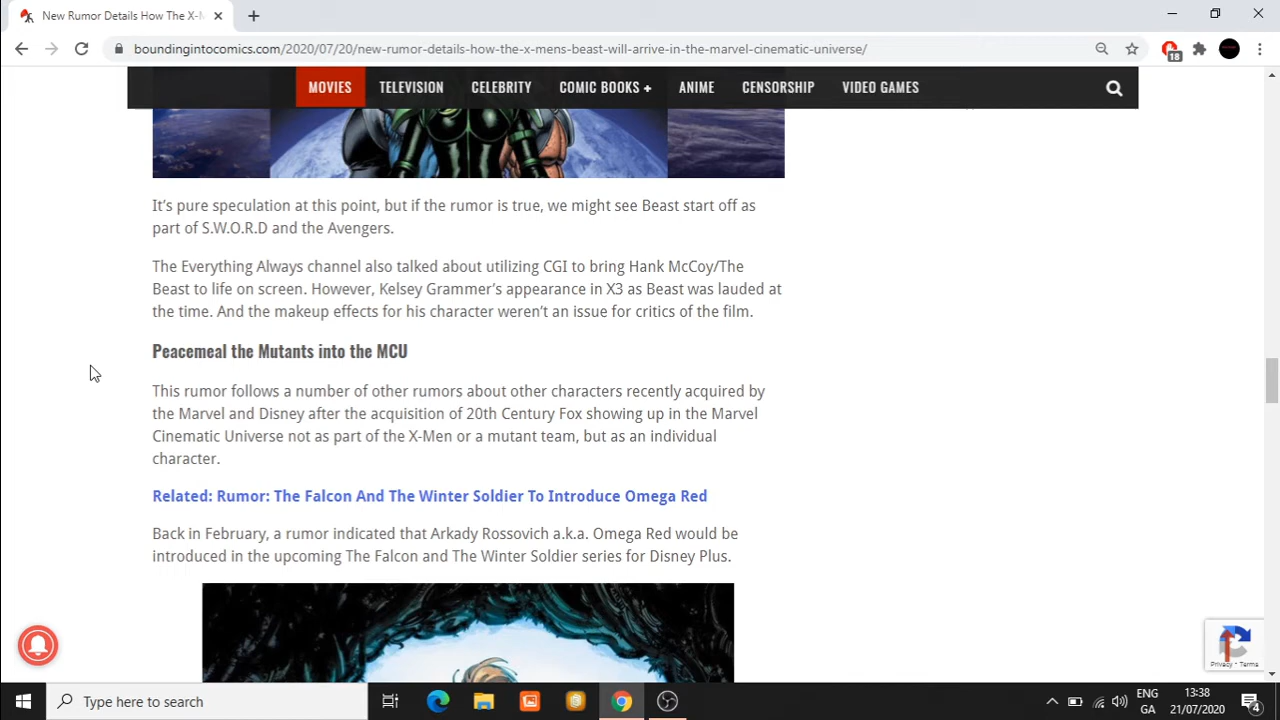 New Rumor Details How The X-M
boundingintocomics.com/2020/07/20/new-rumor-details-how-the-x-mens-beast-will-arrive-in-the-marvel-cinematic-universe/
18
MOVIES TELEVISION CELEBRITY COMIC BOOKS + ANIME CENSORSHIP VIDEO GAMES
It's pure speculation at this point, but if the rumor is true, we might see Beast start off as
part of S.W.O.R.D and the Avengers.
The Everything Always channel also talked about utilizing CGI to bring Hank McCoy/The
Beast to life on screen. However, Kelsey Grammer's appearance in X3 as Beast was lauded at
the time. And the makeup effects for his character weren't an issue for critics of the film.
Peacemeal the Mutants into the MCU
This rumor follows a number of other rumors about other characters recently acquired by
the Marvel and Disney after the acquisition of 20th Century Fox showing up in the Marvel
Cinematic Universe not as part of the X-Men or a mutant team, but as an individual
character.
Related: Rumor: The Falcon And The Winter Soldier To Introduce Omega Red
Back in February, a rumor indicated that Arkady Rossovich a.k.a. Omega Red would be
introduced in the upcoming The Falcon and The Winter Soldier series for Disney Plus.
Privacy - Terms
Type here to search
ENG
GA
13:38
21/07/2020
4